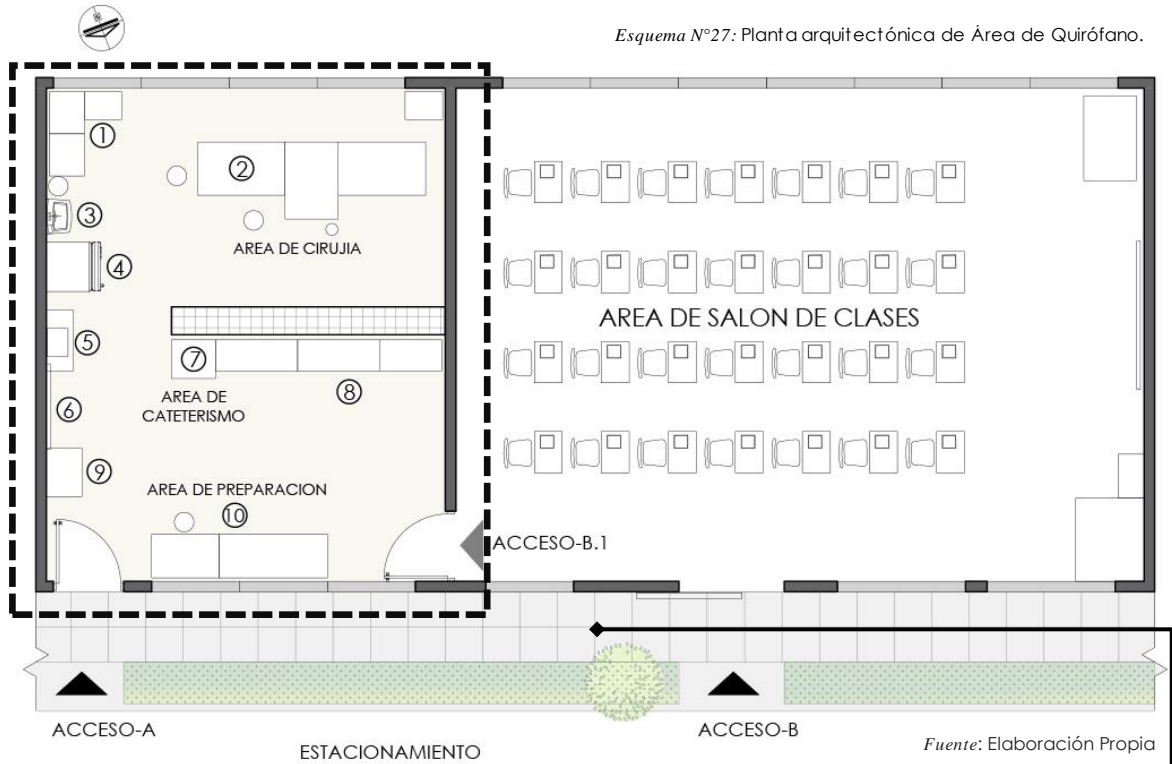 Esquema N°27: Planta arquitectónica de Área de Quirófano.
1
2
3
AREA DE CIRUJIA
4
AREA DE SALON DE CLASES
5
7
8
AREA DE
CATETERISMO
6
9
AREA DE PREPARACION
10
ACCESO-B.1
ACCESO-A
ACCESO-B
ESTACIONAMIENTO
Fuente: Elaboración Propia